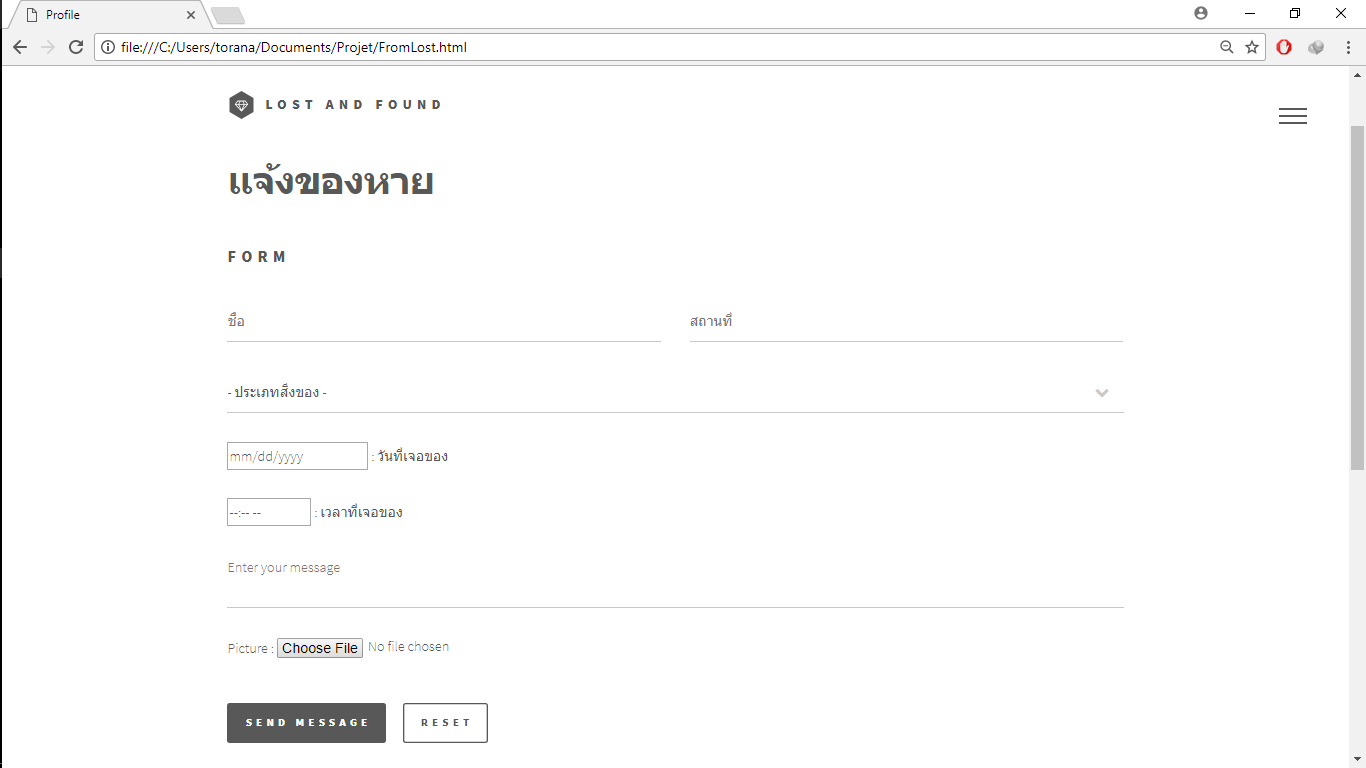 Profile
file:///C:/Users/torana/Documents/Projet/FromLost.html
LOST AND FOUND
แจ้งของหาย
FORM
ชื่อ สถานที่
- ประเภทสิ่งของ -
mm/dd/yyyy : วันที่เจอของ
--:-- -- : เวลาที่เจอของ
Enter your message
Picture : Choose File No file chosen
SEND MESSAGE RESET